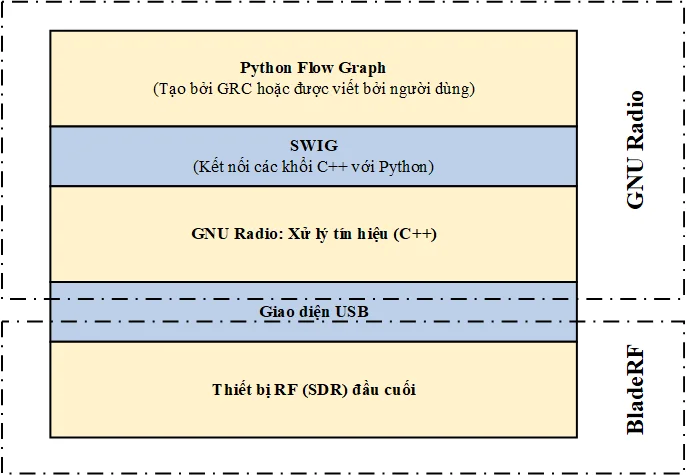 Python Flow Graph
(Tạo bởi GRC hoặc được viết bởi người dùng)
SWIG
(Kết nối các khối C++ với Python)
GNU Radio: Xử lý tín hiệu (C++)
Giao diện USB
Thiết bị RF (SDR) đầu cuối
GNU Radio
BladeRF